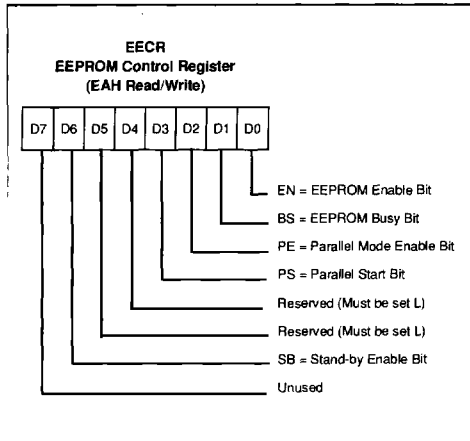 EECR
EEPROM Control Register
(EAH Read/Write)
D7 D6 D5 D4 D3 D2 D1 D0
EN = EEPROM Enable Bit
BS = EEPROM Busy Bit
PE = Parallel Mode Enable Bit
PS = Parallel Start Bit
Reserved (Must be set L)
Reserved (Must be set L)
SB = Stand-by Enable Bit
Unused